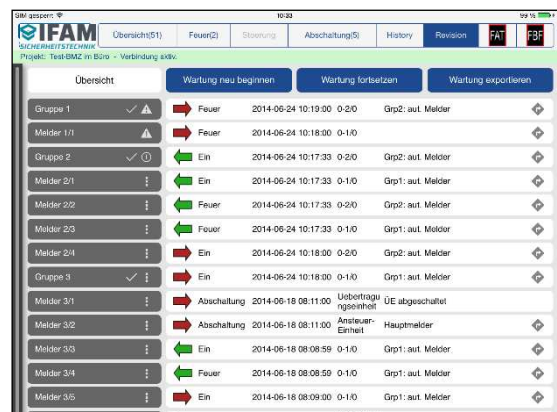 SIM gesperrt 10:33 99 %
IFAM
SICHERHEITSTECHNIK
Übersicht(51) Feuer(2) Steuerung Abschaltung(5) History Revision FAT FBF
Projekt: Test-BMZ im Büro - Verbindung aktiv.
Übersicht Wartung neu beginnen Wartung fortsetzen Wartung exportieren
Gruppe 1 Feuer 2014-06-24 10:19:00 0-2/0 Grp2: aut. Melder
Melder 1/1 Feuer 2014-06-24 10:18:00 0-1/0
Gruppe 2 Ein 2014-06-24 10:17:33 0-2/0 Grp2: aut. Melder
Melder 2/1 Ein 2014-06-24 10:17:33 0-1/0 Grp1: aut. Melder
Melder 2/2 Feuer 2014-06-24 10:17:33 0-2/0 Grp2: aut. Melder
Melder 2/3 Feuer 2014-06-24 10:17:33 0-1/0 Grp1: aut. Melder
Melder 2/4 Ein 2014-06-24 10:18:00 0-2/0 Grp2: aut. Melder
Gruppe 3 Ein 2014-06-24 10:18:00 0-1/0 Grp1: aut. Melder
Melder 3/1 Abschaltung 2014-06-18 08:11:00 Uebertragu ÜE abgeschaltet
ngseinheit
Melder 3/2 Abschaltung 2014-06-18 08:11:00 Ansteuer- Hauptmelder
Einheit
Melder 3/3 Ein 2014-06-18 08:08:59 0-1/0 Grp1: aut. Melder
Melder 3/4 Feuer 2014-06-18 08:08:59 0-1/0 Grp1: aut. Melder
Melder 3/5 Ein 2014-06-18 08:09:00 0-1/0 Grp1: aut. Melder